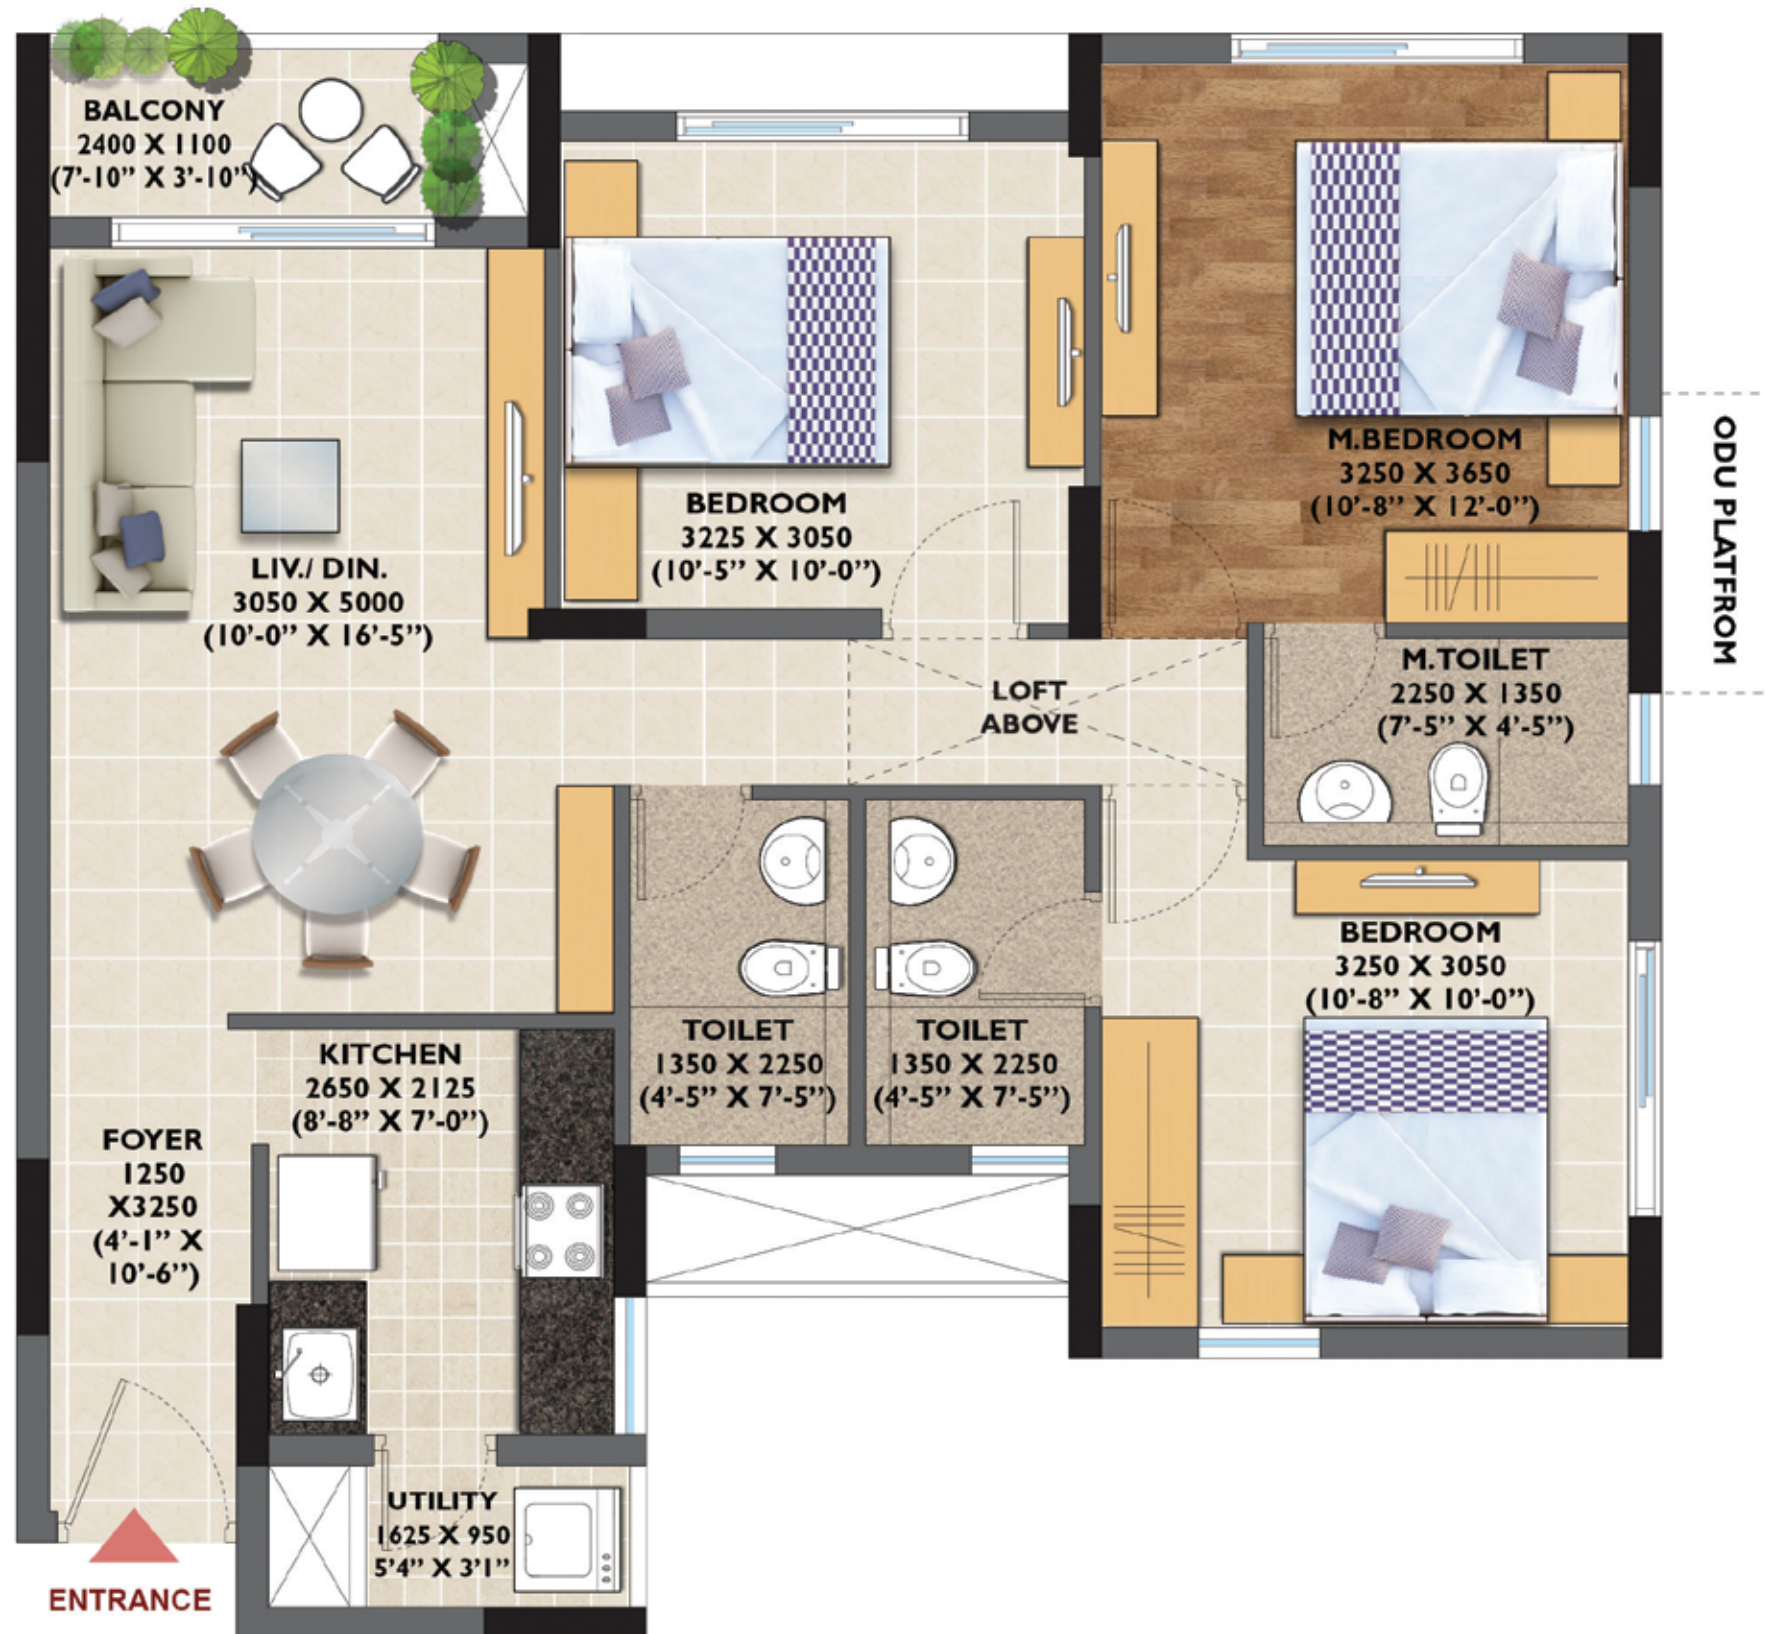 BALCONY
2400 X 1100
(7'-10” X 3'-10”)
LIV./ DIN.
3050 X 5000
(10'-0” X 16'-5”)
BEDROOM
3225 X 3050
(10'-5” X 10'-0”)
M.BEDROOM
3250 X 3650
(10'-8” X 12'-0”)
ODU PLATFROM
LOFT
ABOVE
M.TOILET
2250 X 1350
(7'-5” X 4'-5”)
BEDROOM
3250 X 3050
(10'-8” X 10'-0”)
TOILET
1350 X 2250
(4'-5” X 7'-5”)
TOILET
1350 X 2250
(4'-5” X 7'-5”)
KITCHEN
2650 X 2125
(8'-8” X 7'-0”)
FOYER
1250
X3250
(4'-1” X
10'-6”)
UTILITY
1625 X 950
5'4” X 3'1”
ENTRANCE